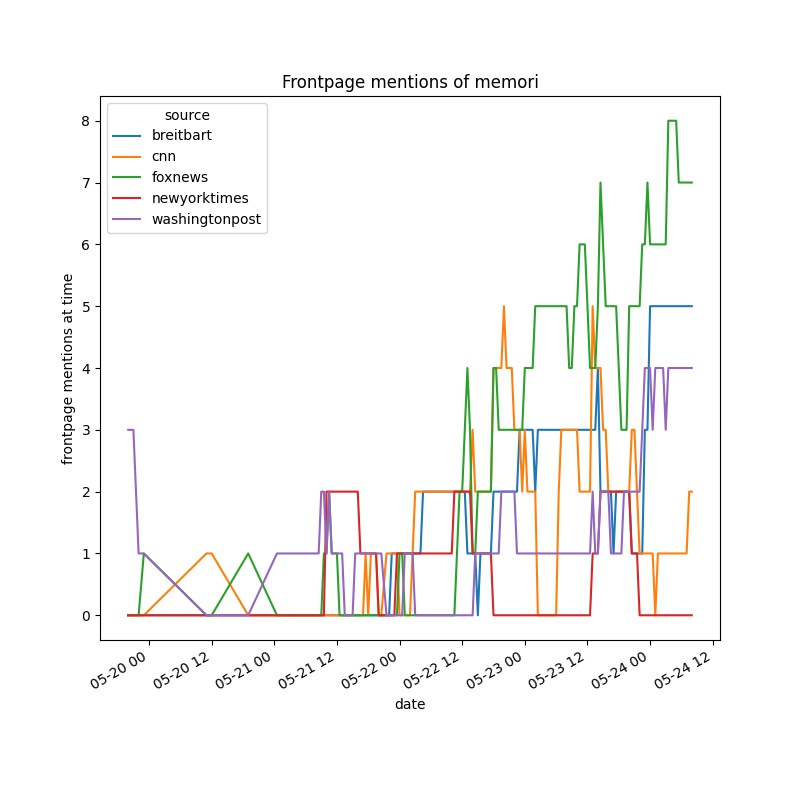 Frontpage mentions of memori
source
breitbart
cnn
foxnews
newyorktimes
washingtonpost
8
7
6
5
4
3
2
1
0
frontpage mentions at time
05-20 00
05-20 12
05-21 00
05-21 12
05-22 00
05-22 12
05-23 00
05-23 12
05-24 00
05-24 12
date